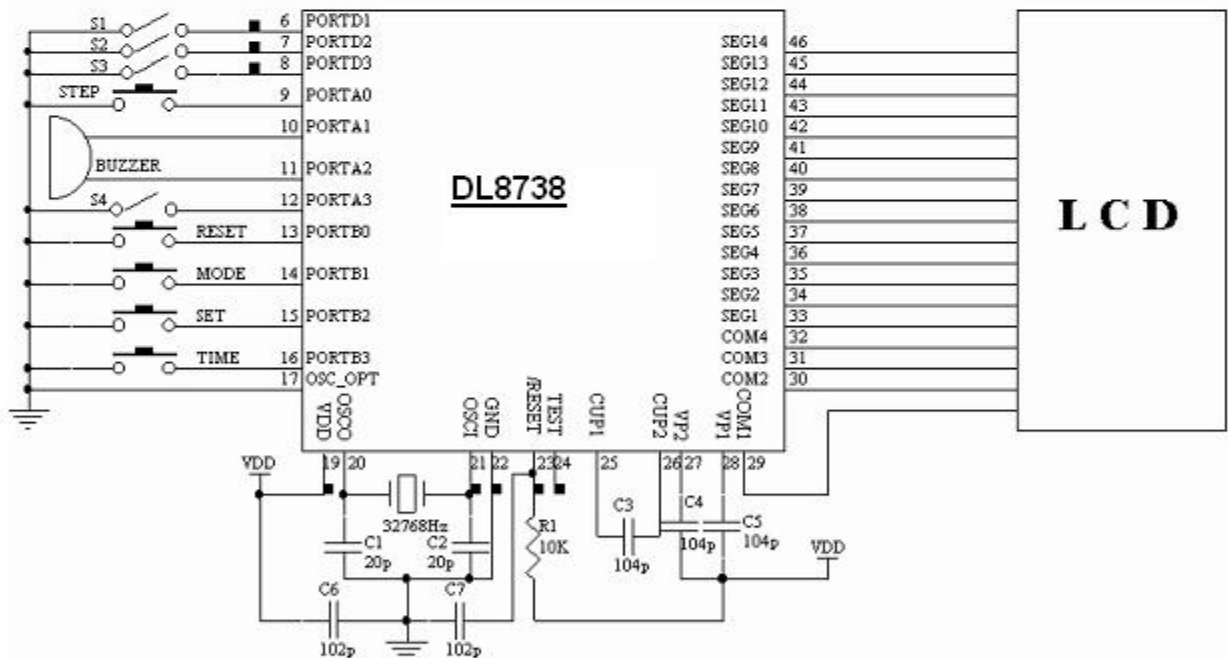 S1
6 PORTD1
S2
7 PORTD2
S3
8 PORTD3
STEP
9 PORTA0
10 PORTA1
BUZZER
11 PORTA2
S4
12 PORTA3
RESET
13 PORTB0
MODE
14 PORTB1
SET
15 PORTB2
TIME
16 PORTB3
17 OSC_OPT
DL8738
SEG14 46
SEG13 45
SEG12 44
SEG11 43
SEG10 42
SEG9 41
SEG8 40
SEG7 39
SEG6 38
SEG5 37
SEG4 36
SEG3 35
SEG2 34
SEG1 33
COM4 32
COM3 31
COM2 30
LCD
VDD
OSCO
OSCI
GND
/RESET
TEST
CUP1
CUP2
VP2
VP1
COM1
19 20 21 22 23 24 25 26 27 28 29
VDD
32768Hz
C1
20p
C2
20p
R1
10K
C3
104p
C4
104p
C5
104p
VDD
C6
102p
C7
102p